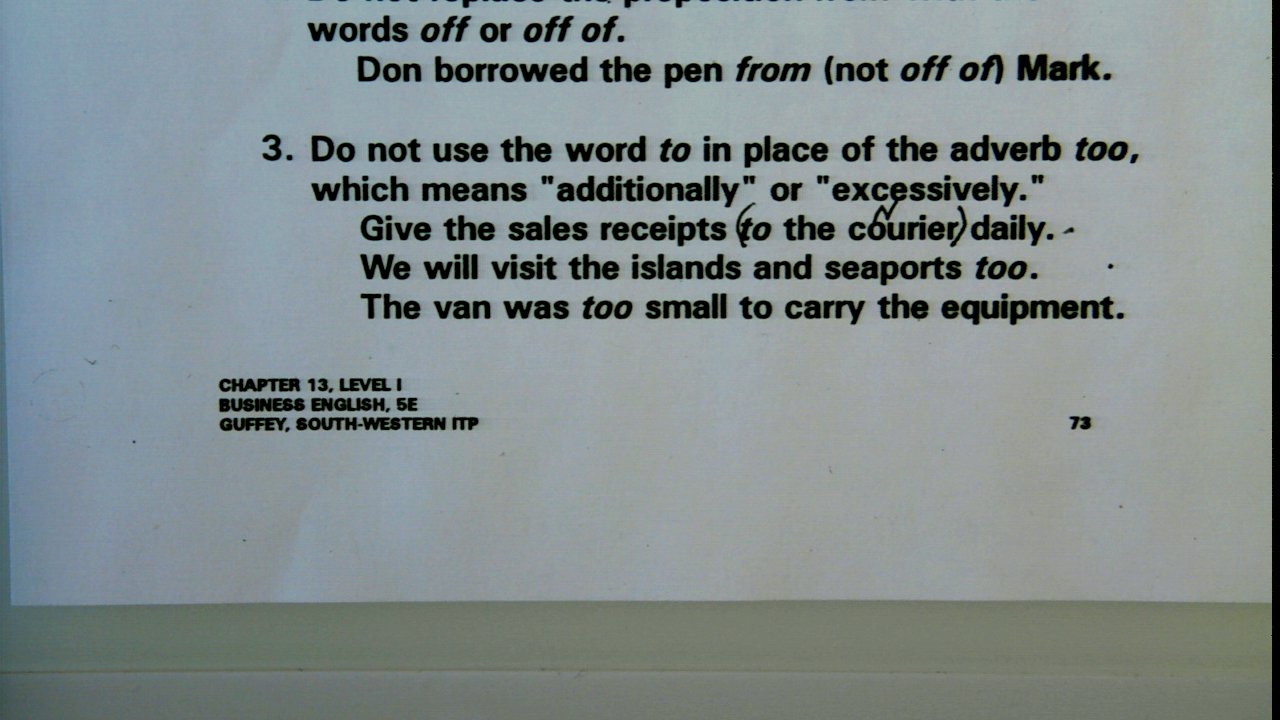 words off or off of.
Don borrowed the pen from (not off of) Mark.
3. Do not use the word to in place of the adverb too,
which means "additionally" or "excessively."
Give the sales receipts (to the courier) daily.
We will visit the islands and seaports too.
The van was too small to carry the equipment.
CHAPTER 13, LEVEL I
BUSINESS ENGLISH, 5E
GUFFEY, SOUTH-WESTERN ITP
73